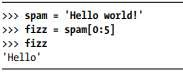 >>> spam = 'Hello world!'
>>> fizz = spam[0:5]
>>> fizz
'Hello'